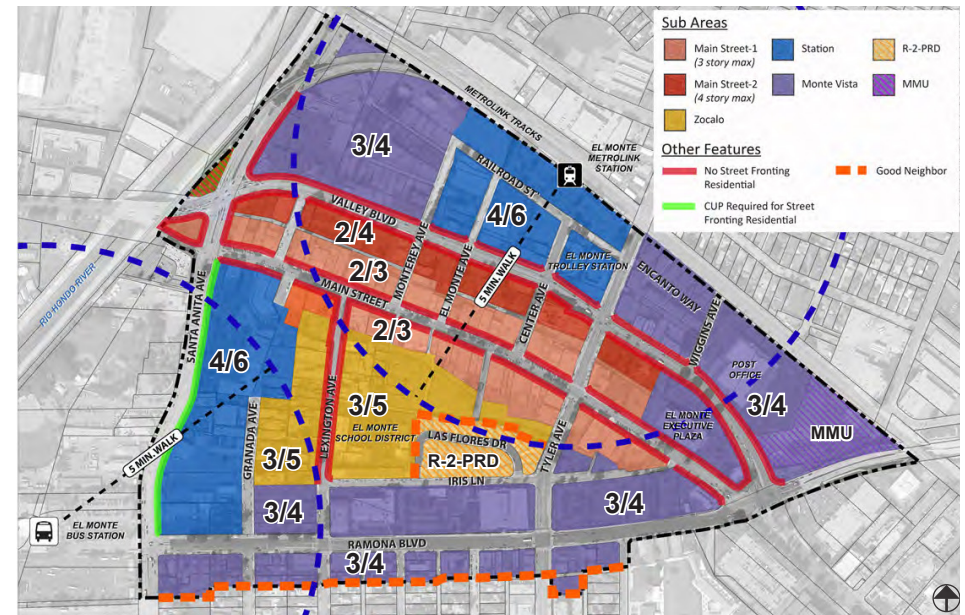 Sub Areas
Main Street-1
(3 story max)
Main Street-2
(4 story max)
Zocalo
Station
Monte Vista
R-2-PRD
MMU
Other Features
No Street Fronting
Residential
CUP Required for Street
Fronting Residential
Good Neighbor
METROLINK TRACKS
EL MONTE
METROLINK
STATION
3/4
RAILROAD ST
VALLEY BLVD
4/6
2/4
MONTEREY AVE
EL MONTE
TROLLEY STATION
2/3
EL MONTE AVE
5 MIN. WALK
ENCANTO WAY
RIO HONDO RIVER
SANTA ANITA AVE
MAIN STREET
CENTER AVE
WIGGINS AVE
2/3
4/6
POST
OFFICE
3/5
3/4
LEXINGTON AVE
EL MONTE
SCHOOL DISTRICT
EL MONTE
EXECUTIVE
PLAZA
MMU
GRANADA AVE
LAS FLORES DR
TYLER AVE
5 MIN. WALK
3/5
R-2-PRD
IRIS LN
3/4
3/4
EL MONTE
BUS STATION
RAMONA BLVD
3/4